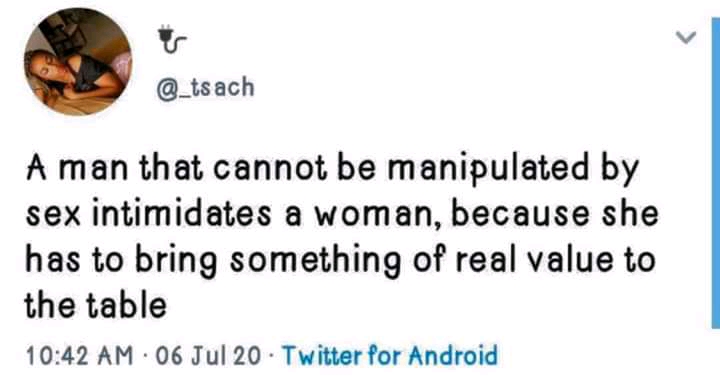 @_tsach
A man that cannot be manipulated by
sex intimidates a woman, because she
has to bring something of real value to
the table
10:42 AM · 06 Jul 20 · Twitter for Android